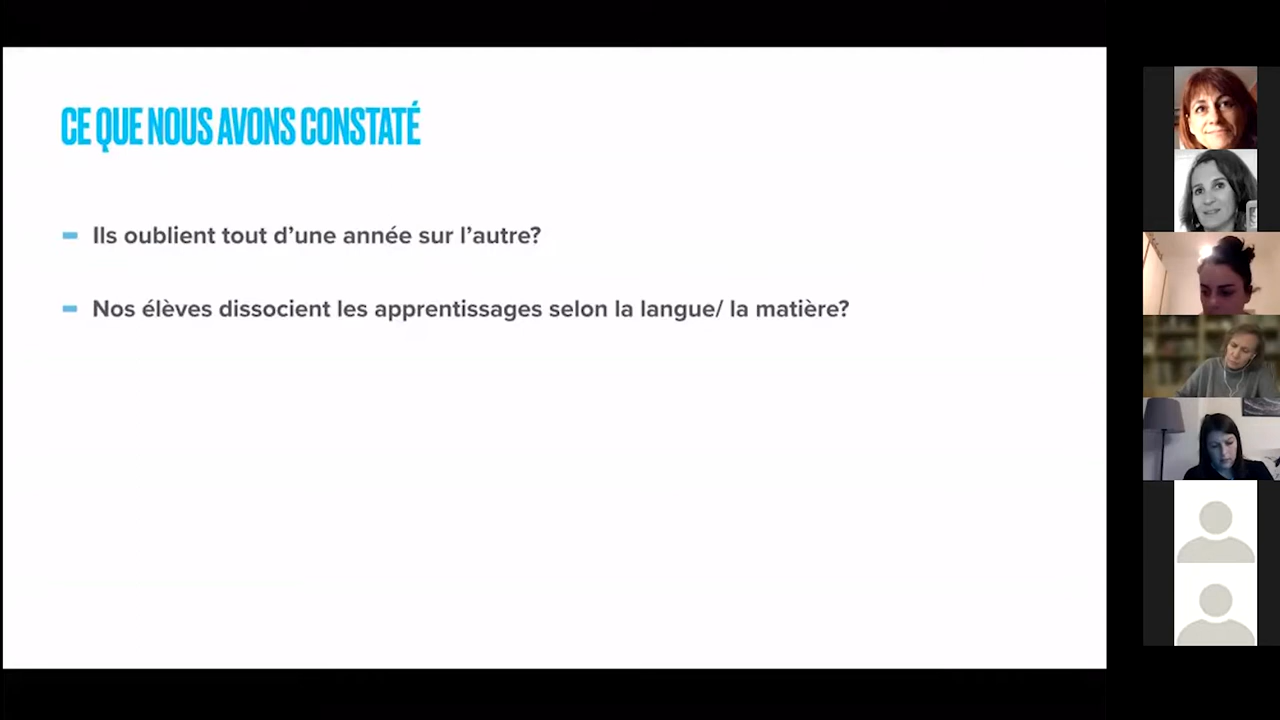 CE QUE NOUS AVONS CONSTATÉ
Ils oublient tout d’une année sur l’autre?
Nos élèves dissocient les apprentissages selon la langue/ la matière?